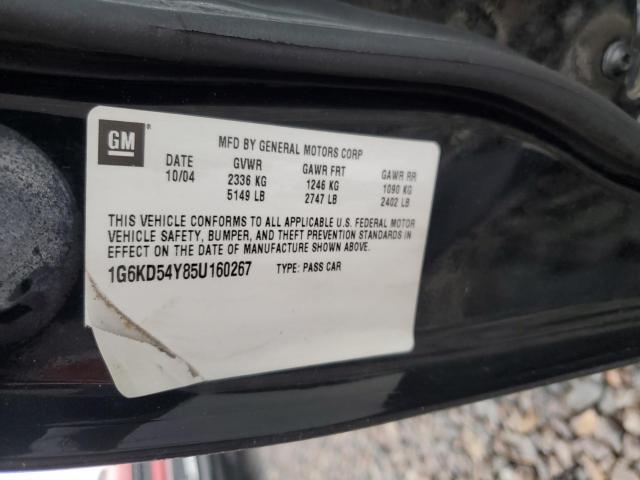 GM ®
MFD BY GENERAL MOTORS CORP
DATE GVWR GAWR FRT GAWR RR
10/04 2336 KG 1246 KG 1090 KG
5149 LB 2747 LB 2402 LB
THIS VEHICLE CONFORMS TO ALL APPLICABLE U.S. FEDERAL MOTOR
VEHICLE SAFETY, BUMPER, AND THEFT PREVENTION STANDARDS IN
EFFECT ON THE DATE OF MANUFACTURE SHOWN ABOVE.
1G6KD54Y85U160267 TYPE: PASS CAR